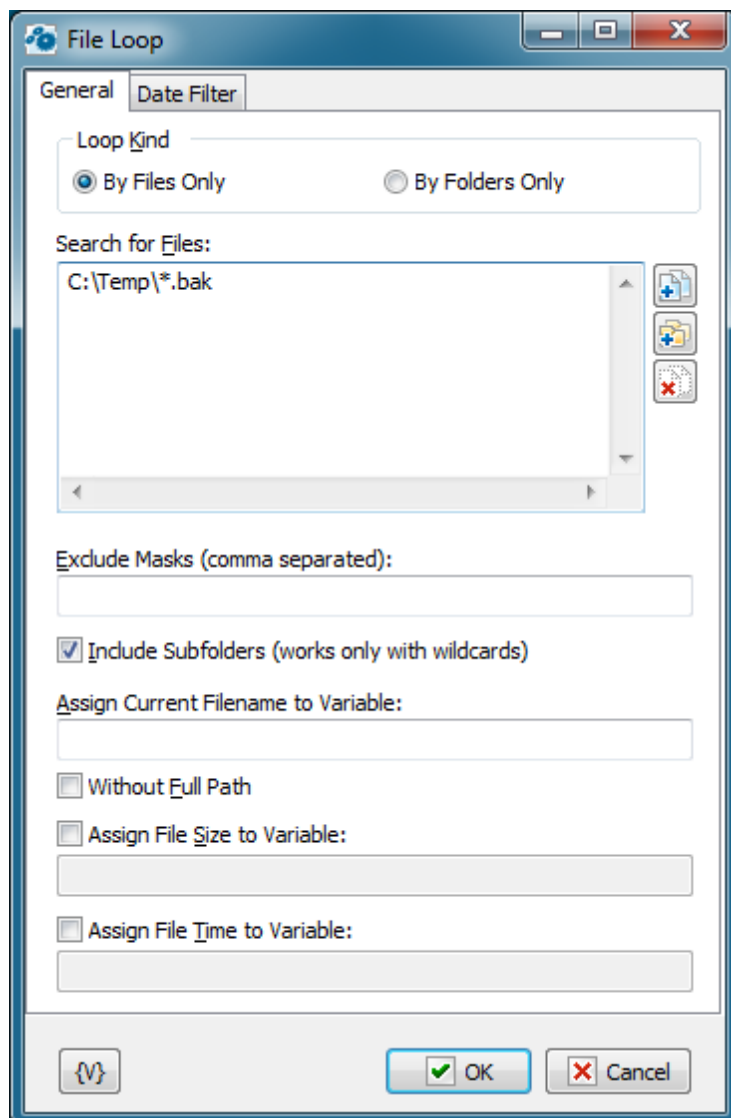 File Loop
General
Date Filter
Loop Kind
By Files Only
By Folders Only
Search for Files:
C:\Temp\*.bak
Exclude Masks (comma separated):
Include Subfolders (works only with wildcards)
Assign Current Filename to Variable:
Without Full Path
Assign File Size to Variable:
Assign File Time to Variable:
{V}
OK
Cancel